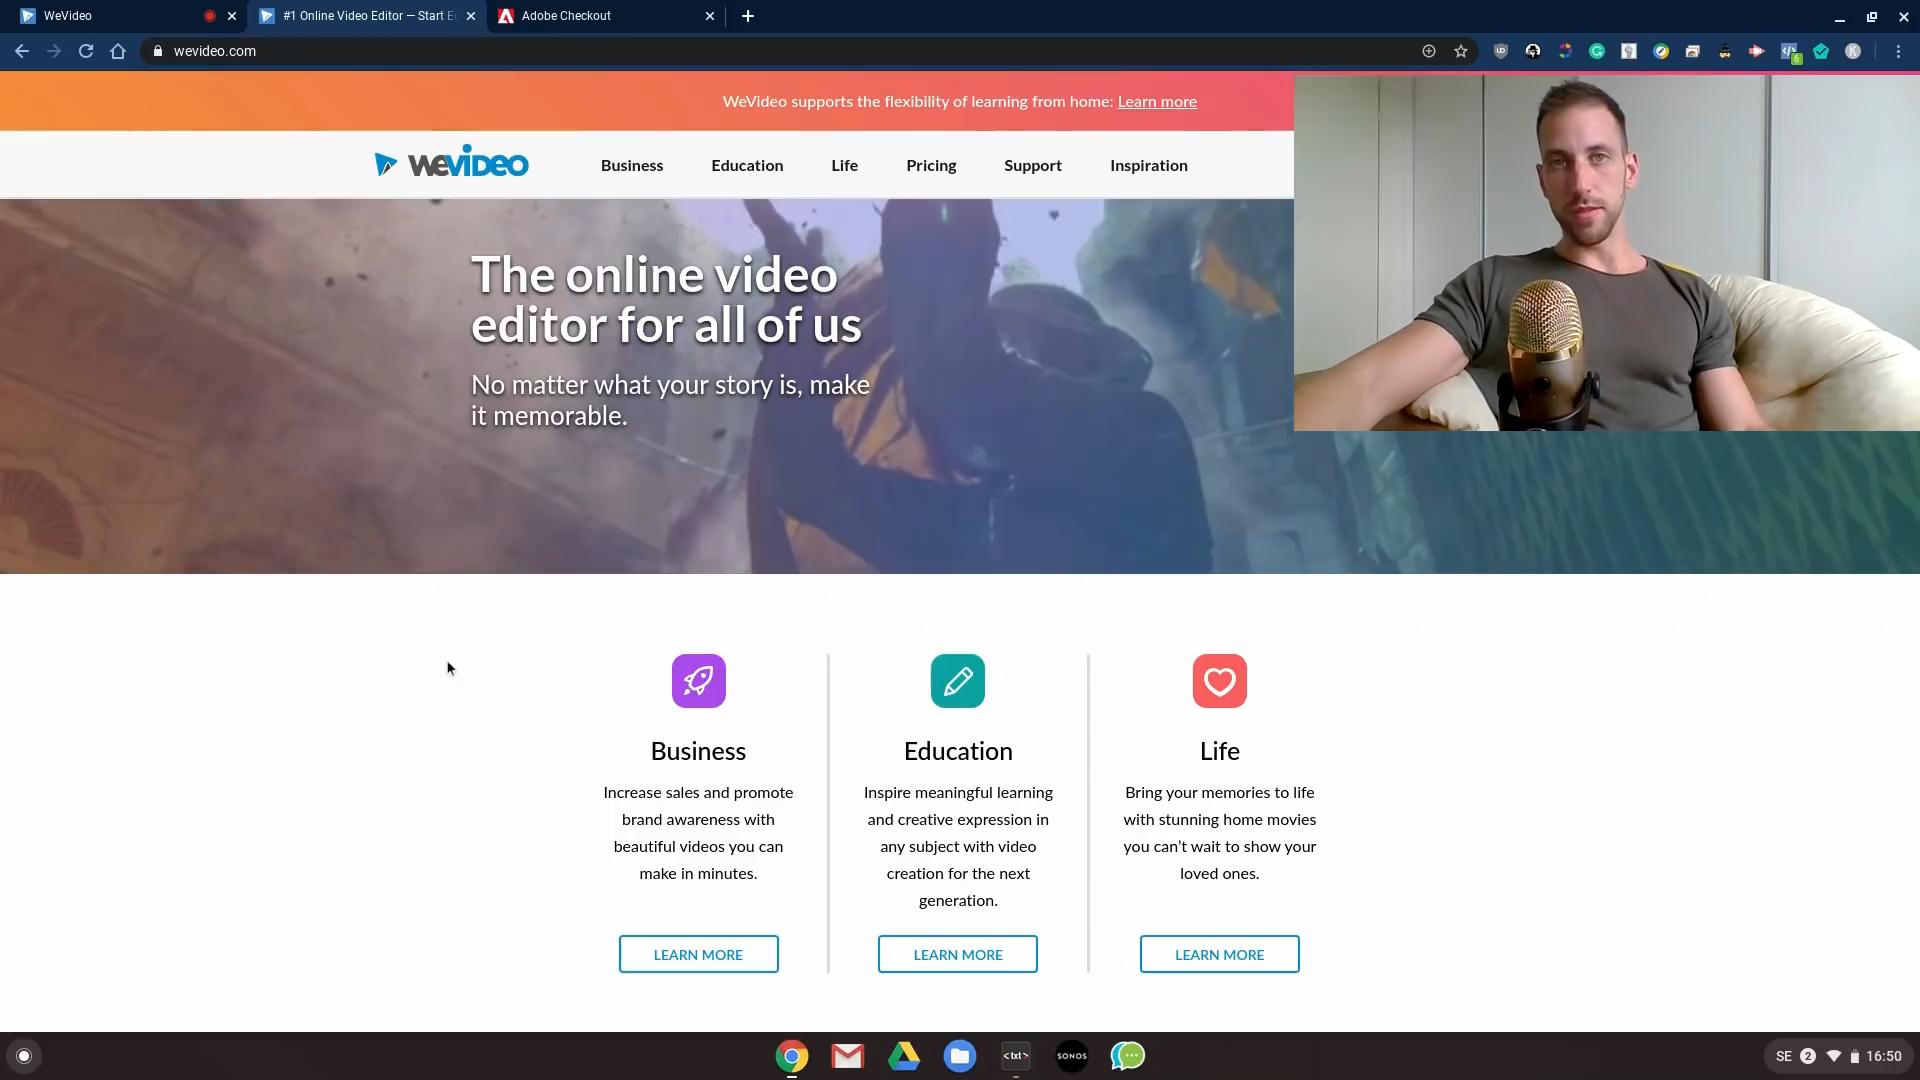 WeVideo
#1 Online Video Editor — Start E
Adobe Checkout
wevideo.com
WeVideo supports the flexibility of learning from home: Learn more
WEVIDEO
Business
Education
Life
Pricing
Support
Inspiration
The online video
editor for all of us
No matter what your story is, make
it memorable.
Business
Increase sales and promote
brand awareness with
beautiful videos you can
make in minutes.
LEARN MORE
Education
Inspire meaningful learning
and creative expression in
any subject with video
creation for the next
generation.
LEARN MORE
Life
Bring your memories to life
with stunning home movies
you can’t wait to show your
loved ones.
LEARN MORE
<txt>
SONOS
SE 2 16:50